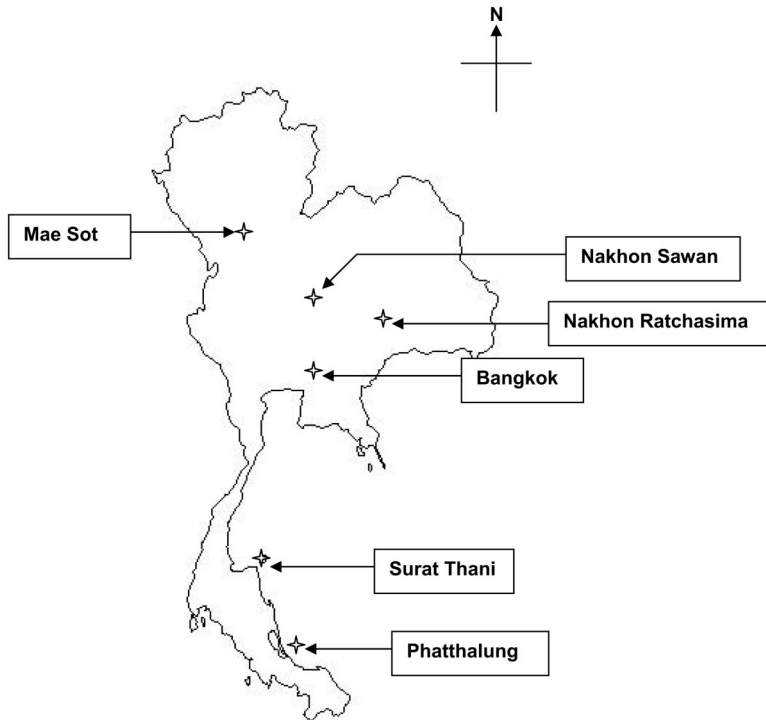 N
Mae Sot
Nakhon Sawan
Nakhon Ratchasima
Bangkok
Surat Thani
Phatthalung